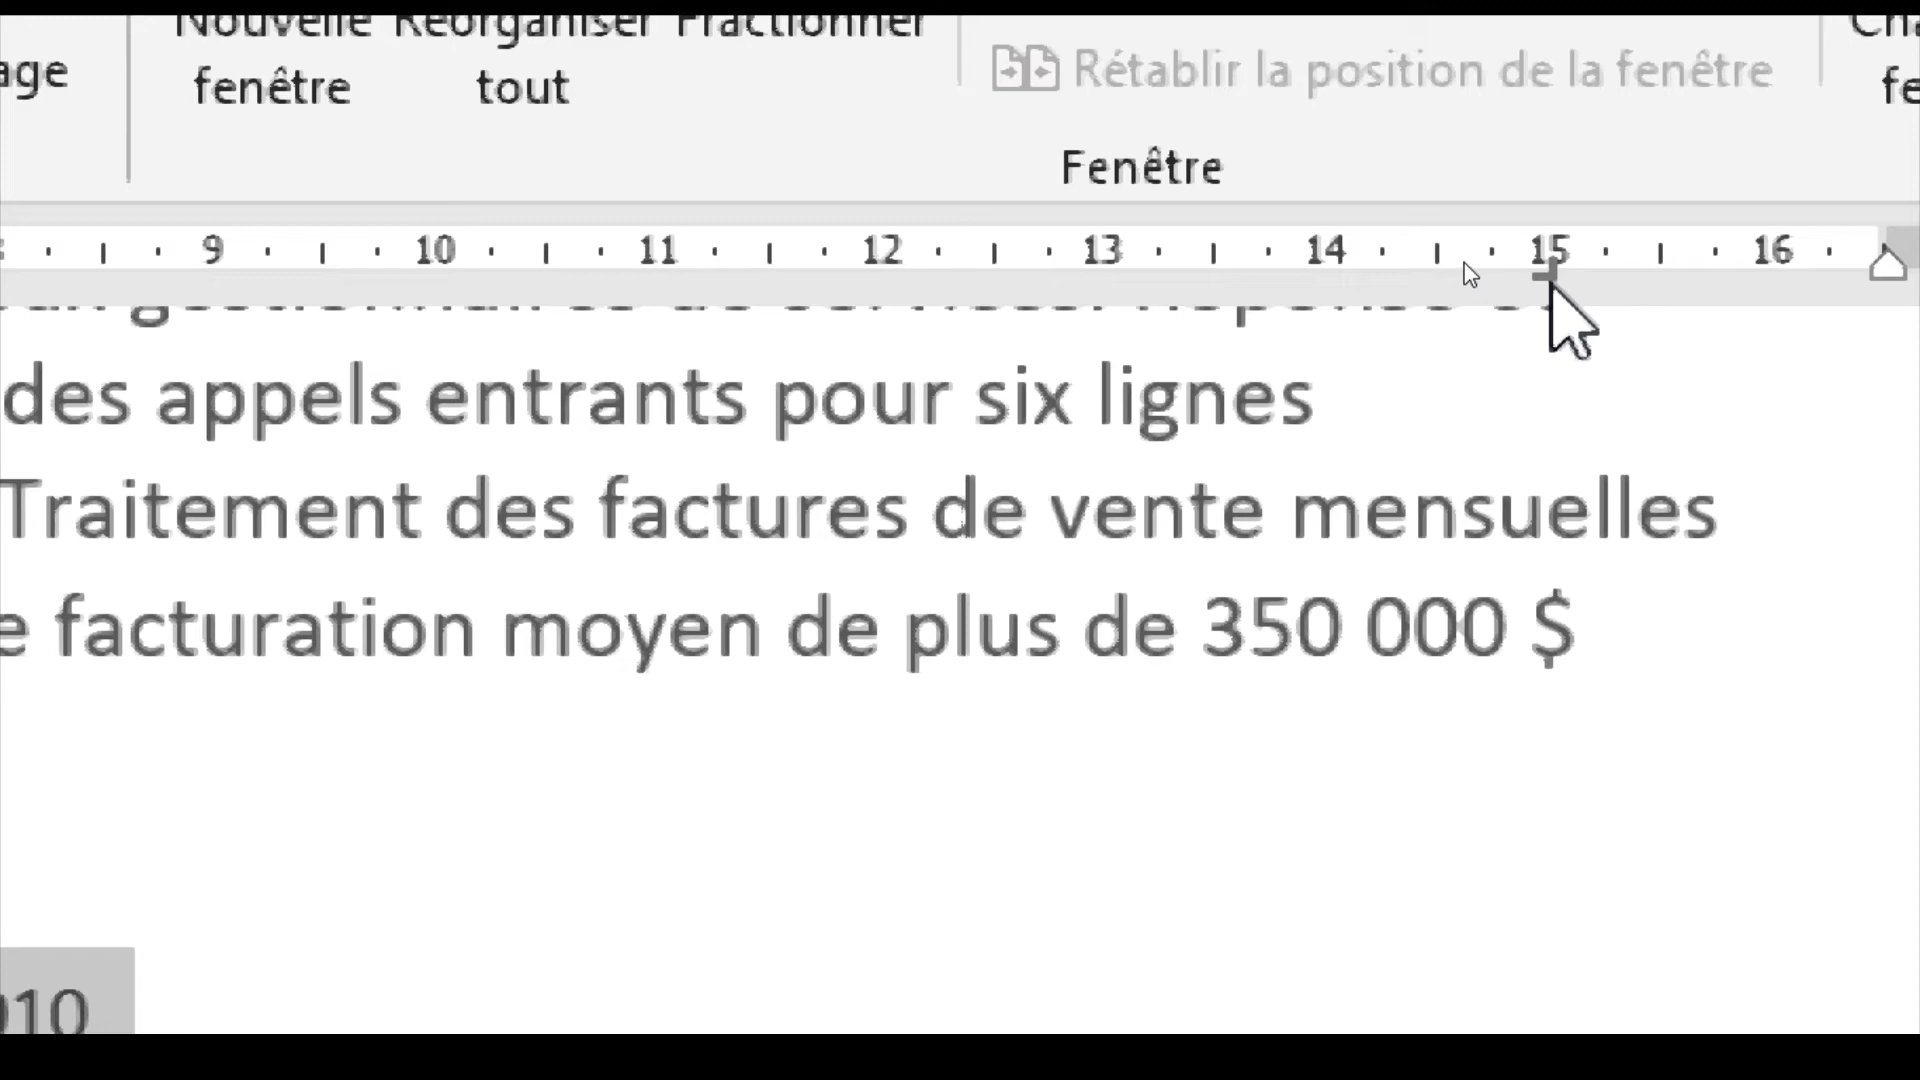 Nouvelle Réorganiser Fractionner
fenêtre tout
Rétablir la position de la fenêtre
Fenêtre
9 10 11 12 13 14 15 16
des appels entrants pour six lignes
Traitement des factures de vente mensuelles
facturation moyen de plus de 350 000 $